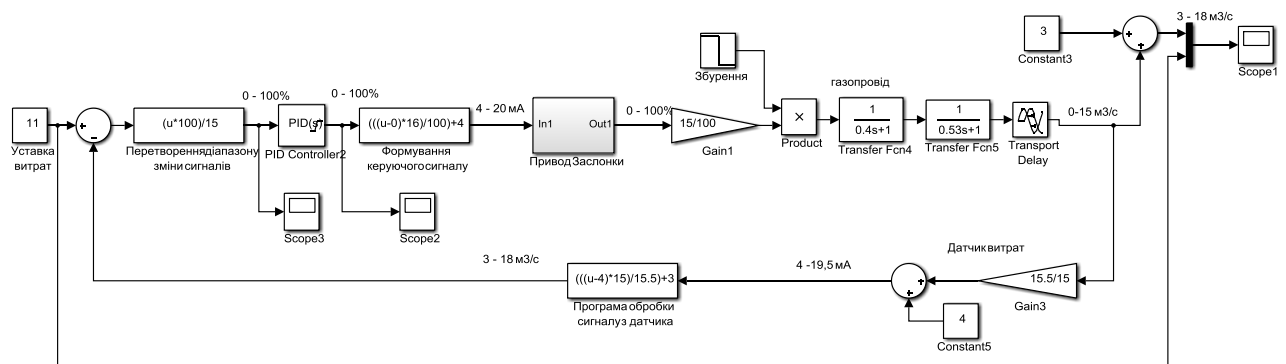 3 - 18 м3/с
3
Constant3
Scope1
Збурення
газопровід
0 - 100%
0 - 100%
4 - 20 мА
0 - 100%
0-15 м3/с
11
Уставка
витрат
(u*100)/15
Перетвореннядіапазону
зміни сигналів
PID(s)
PID Controller2
(((u-0)*16)/100)+4
Формування
керуючого сигналу
In1 Out1
Привод Заслонки
15/100
Gain1
×
Product
1
0.4s+1
Transfer Fcn4
1
0.53s+1
Transfer Fcn5
Transport
Delay
Scope3
Scope2
Датчик витрат
3 - 18 м3/с
(((u-4)*15)/15.5)+3
Програма обробки
сигналу з датчика
4 -19,5 мА
15.5/15
Gain3
4
Constant5